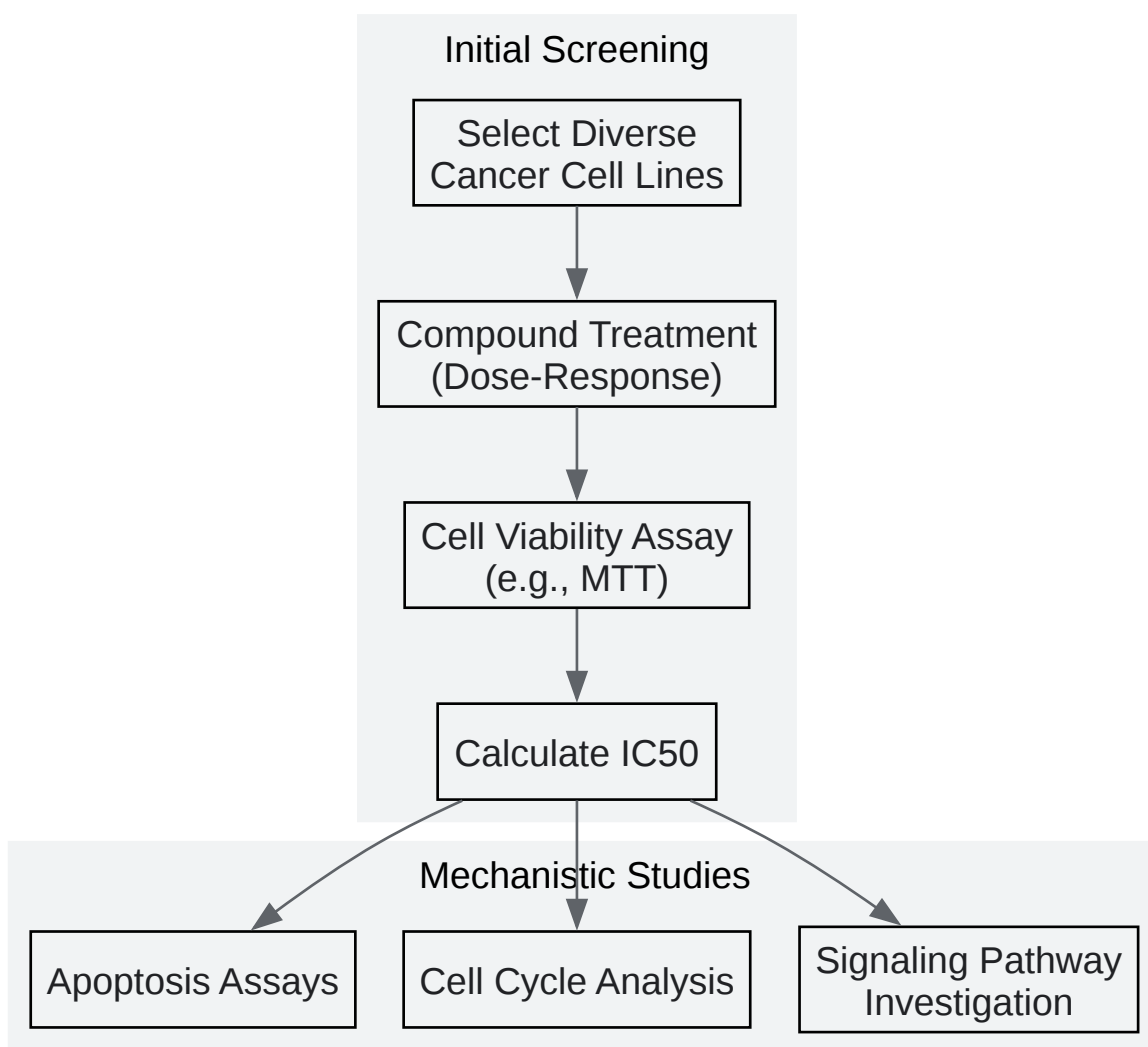 Initial Screening
Select Diverse
Cancer Cell Lines
Compound Treatment
(Dose-Response)
Cell Viability Assay
(e.g., MTT)
Calculate IC50
Mechanistic Studies
Apoptosis Assays
Cell Cycle Analysis
Signaling Pathway
Investigation